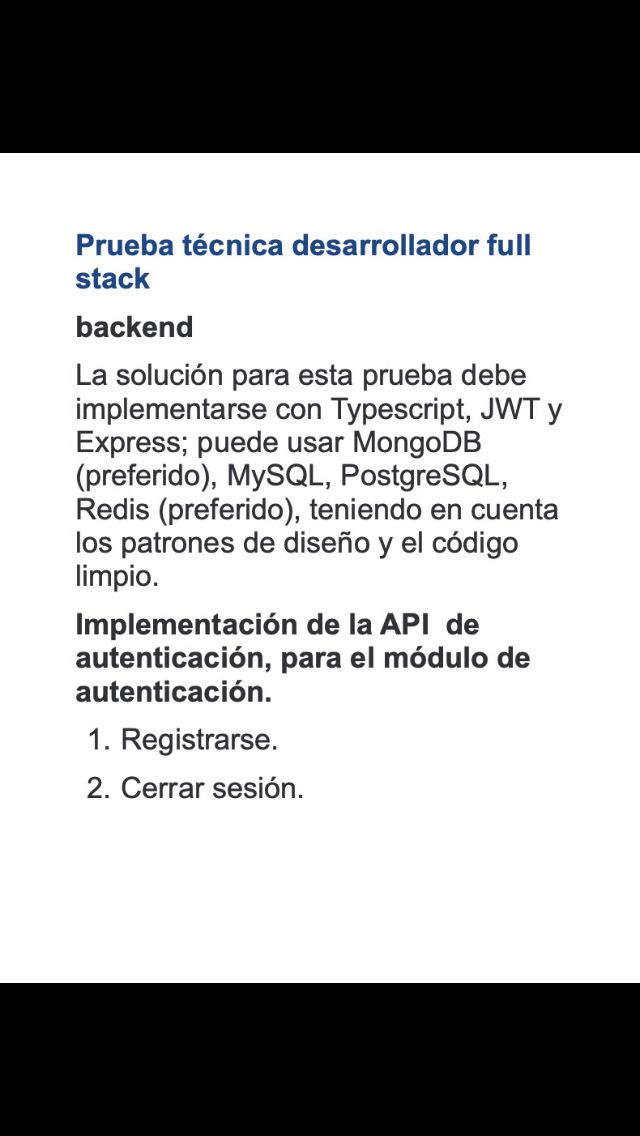 Prueba técnica desarrollador full
stack
backend
La solución para esta prueba debe
implementarse con Typescript, JWT y
Express; puede usar MongoDB
(preferido), MySQL, PostgreSQL,
Redis (preferido), teniendo en cuenta
los patrones de diseño y el código
limpio.
Implementación de la API  de
autenticación, para el módulo de
autenticación.
1. Registrarse.
2. Cerrar sesión.